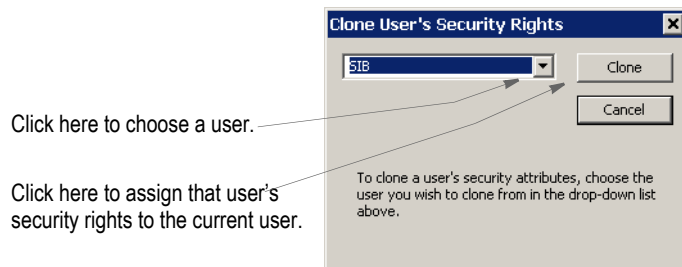 Clone User's Security Rights
SIB
Clone
Cancel
Click here to choose a user.
Click here to assign that user’s
security rights to the current user.
To clone a user's security attributes, choose the
user you wish to clone from in the drop-down list
above.